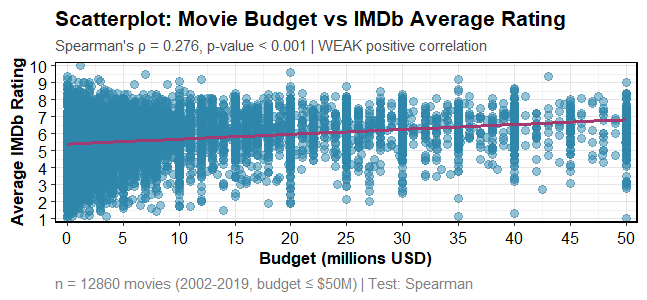 Scatterplot: Movie Budget vs IMDb Average Rating
Spearman's ρ = 0.276, p-value < 0.001 | WEAK positive correlation
Average IMDb Rating
10
9
8
7
6
5
4
3
2
1
0 5 10 15 20 25 30 35 40 45 50
Budget (millions USD)
n = 12860 movies (2002-2019, budget ≤ $50M) | Test: Spearman